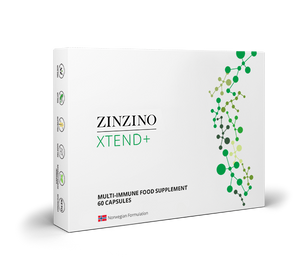 ZINZINO
XTEND+
MULTI-IMMUNE FOOD SUPPLEMENT
60 CAPSULES
Norwegian Formulation